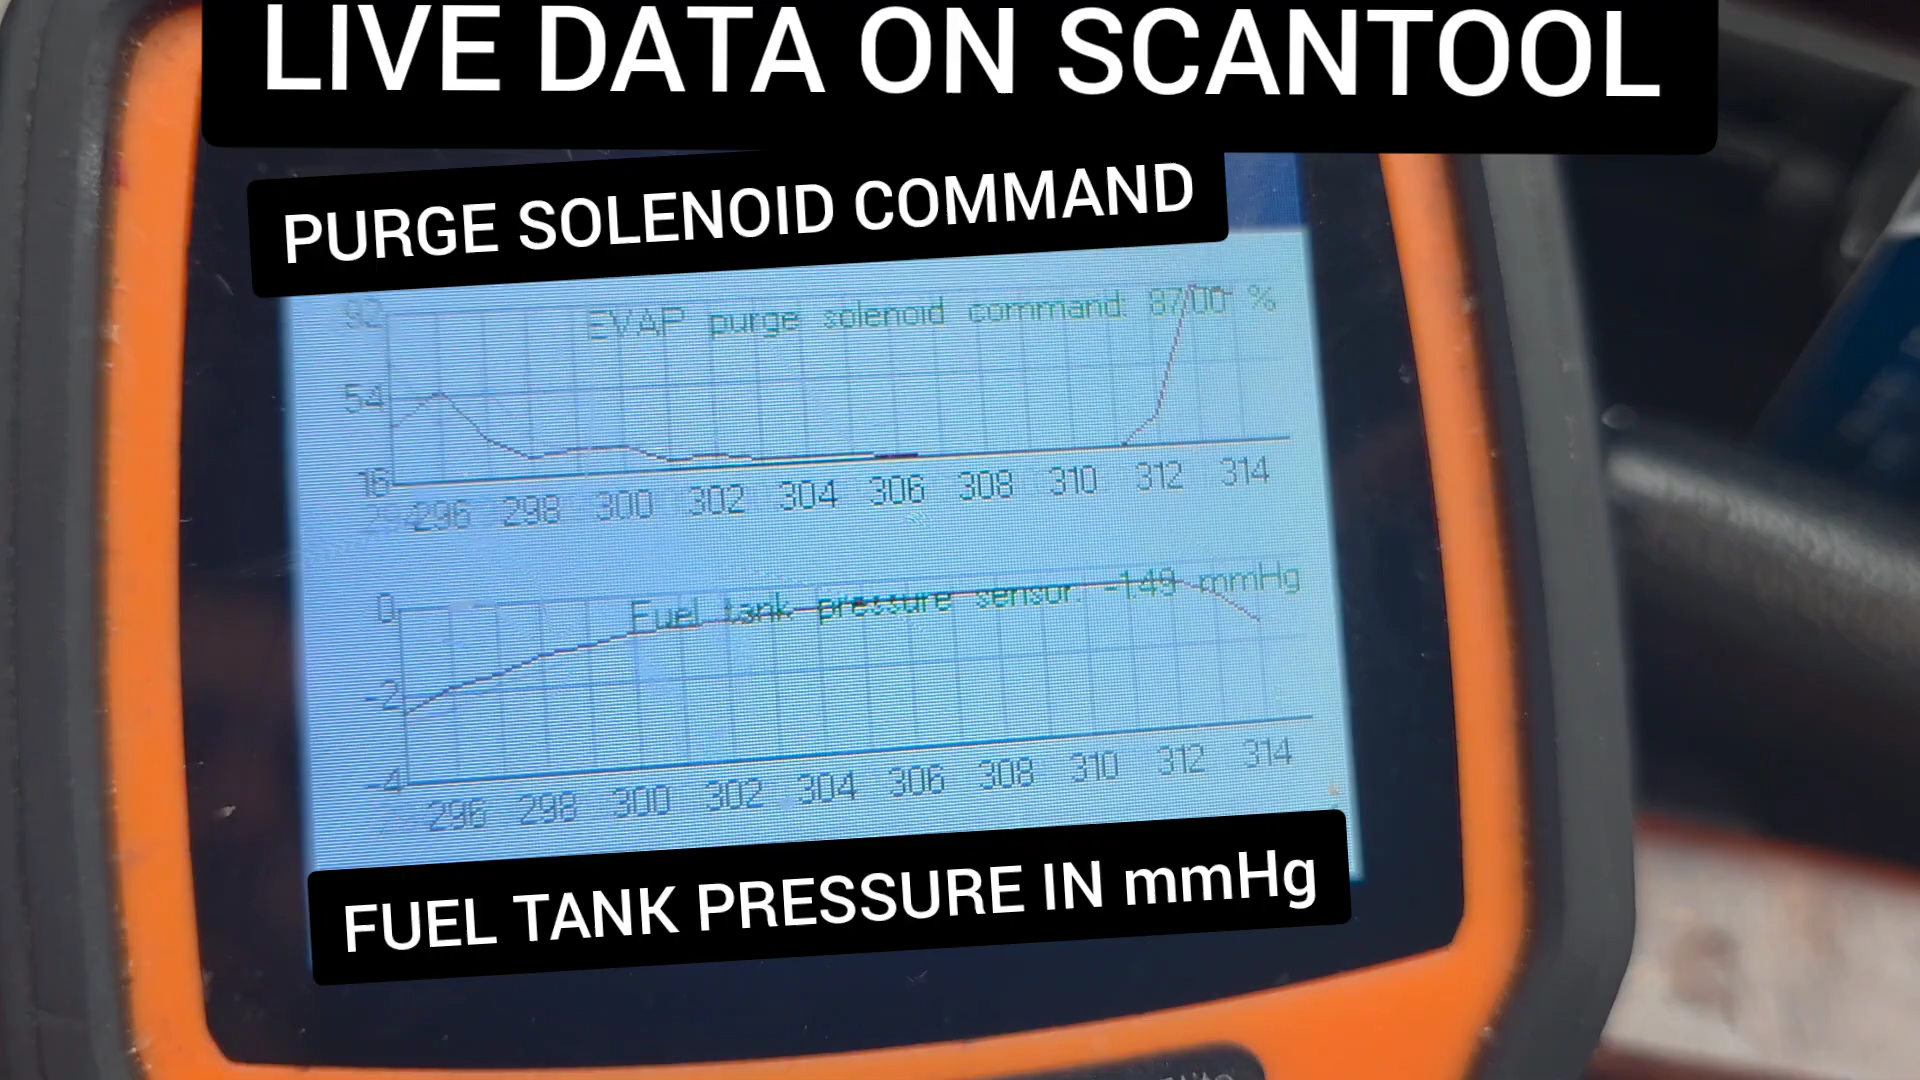 LIVE DATA ON SCANTOOL
PURGE SOLENOID COMMAND
92
EVAP purge solenoid command: 87.00 %
54
16
296 298 300 302 304 306 308 310 312 314
0
Fuel tank pressure sensor: -1.49 mmHg
-2
-4
296 298 300 302 304 306 308 310 312 314
FUEL TANK PRESSURE IN mmHg